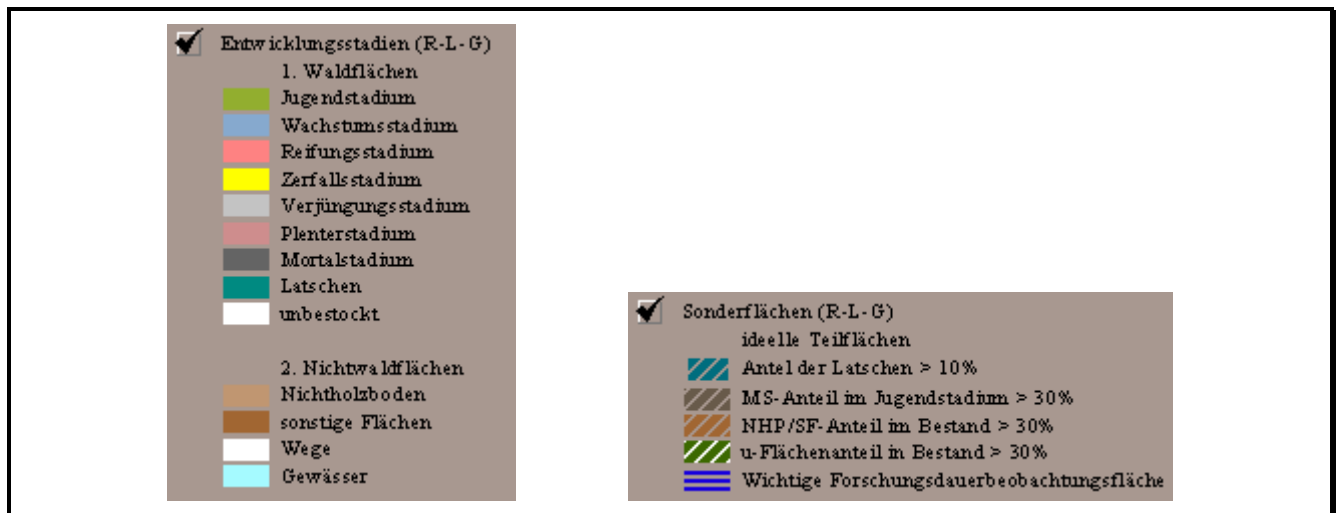 Entwicklungsstadien (R-L-G)
1. Waldflächen
Jugendstadium
Wachstumsstadium
Reifungsstadium
Zerfallsstadium
Verjüngungsstadium
Plenterstadium
Mortalstadium
Latschen
unbestockt
2. Nichtwaldflächen
Nichtholzboden
sonstige Flächen
Wege
Gewässer
Sonderflächen (R-L-G)
ideelle Teilflächen
Antel der Latschen > 10%
MS-Anteil im Jugendstadium > 30%
NHP/SF-Anteil im Bestand > 30%
u-Flächenanteil in Bestand > 30%
Wichtige Forschungsdauerbeobachtungsfläche